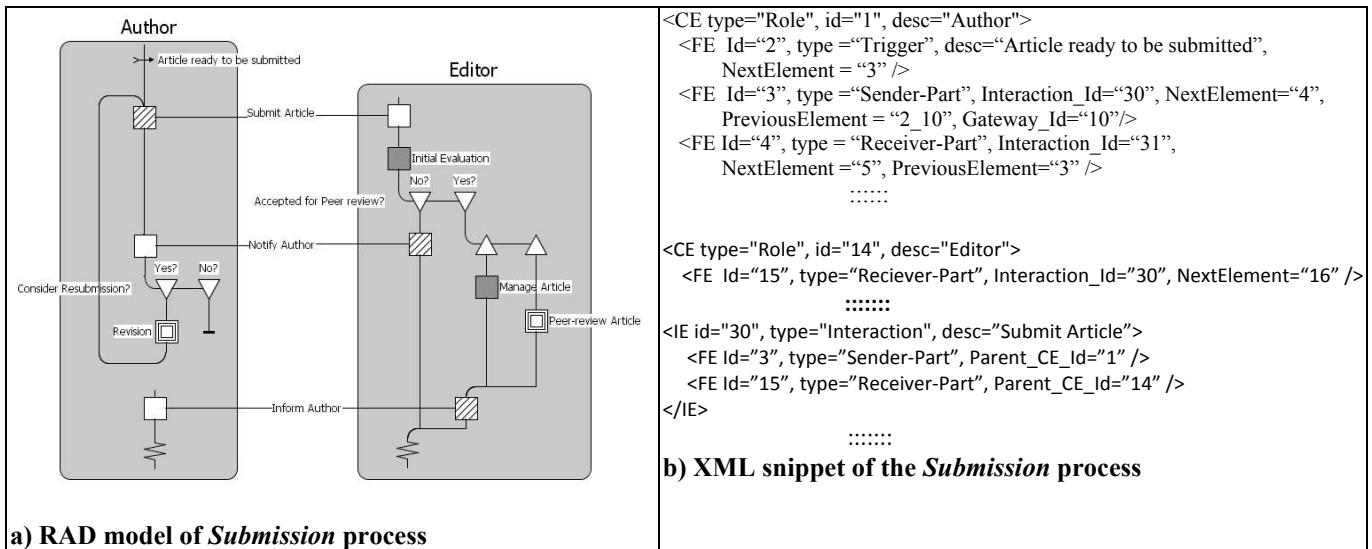 Author
Article ready to be submitted
Editor
Submit Article
Initial Evaluation
No?
Yes?
Accepted for Peer review?
Notify Author
Yes?
No?
Consider Resubmission?
Manage Article
Revision
Peer-review Article
Inform Author
a) RAD model of Submission process
<CE type="Role", id="1", desc="Author">
<FE Id=“2”, type =“Trigger”, desc=“Article ready to be submitted”,
NextElement = “3” />
<FE Id=“3”, type =“Sender-Part”, Interaction_Id=“30”, NextElement=“4”,
PreviousElement = “2_10”, Gateway_Id=“10”/>
<FE Id=“4”, type = “Receiver-Part”, Interaction_Id=“31”,
NextElement =“5”, PreviousElement=“3” />
::::::
<CE type="Role", id="14", desc="Editor">
<FE Id=”15”, type=”Reciever-Part”, Interaction_Id=”30”, NextElement=“16” />
:::::::
<IE id="30", type="Interaction", desc=”Submit Article”>
<FE Id=”3”, type=”Sender-Part”, Parent_CE_Id=”1” />
<FE Id=”15”, type=”Receiver-Part”, Parent_CE_Id=”14” />
</IE>
:::::::
b) XML snippet of the Submission process